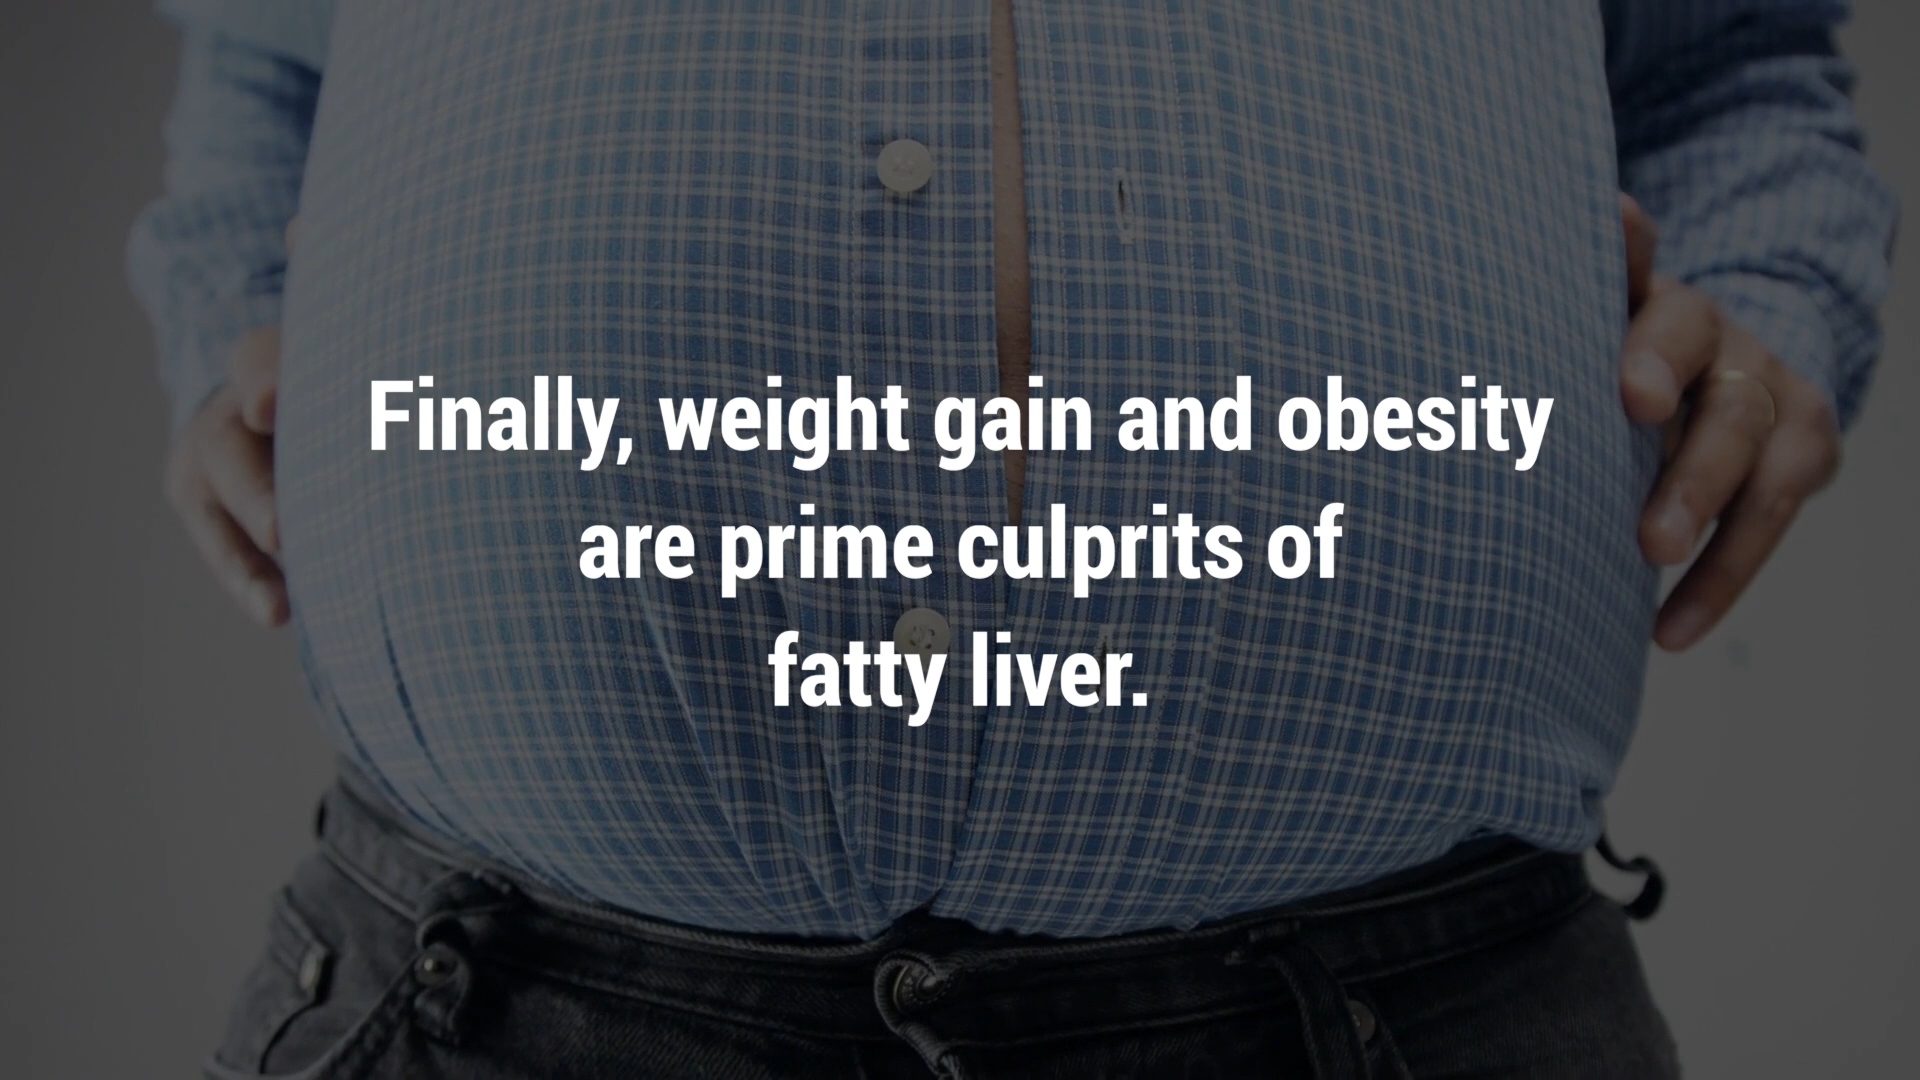 Finally, weight gain and obesity
are prime culprits of
fatty liver.